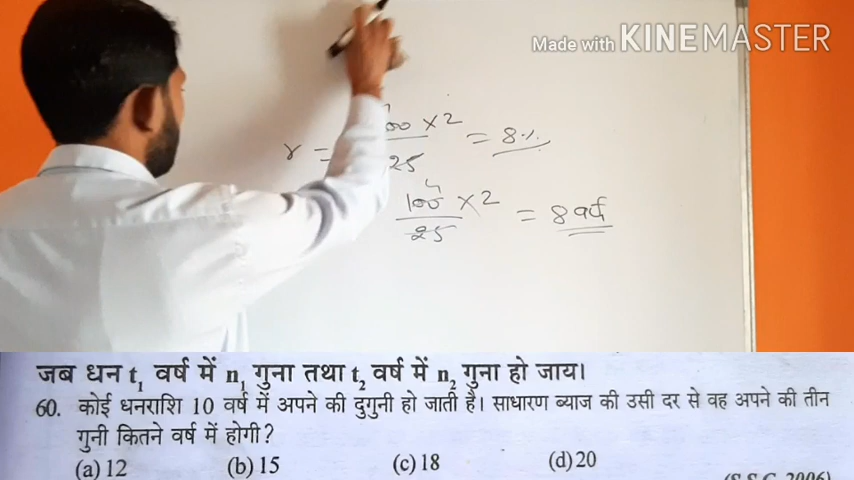 Made with KINEMASTER
100 × 2 = 8%
r =
25
100 × 2 = 8 वर्ष
25
जब धन t₁ वर्ष में n₁ गुना तथा t₂ वर्ष में n₂ गुना हो जाय।
60. कोई धनराशि 10 वर्ष में अपने की दुगुनी हो जाती है। साधारण ब्याज की उसी दर से वह अपने की तीन
गुनी कितने वर्ष में होगी?
(a) 12 (b) 15 (c) 18 (d) 20